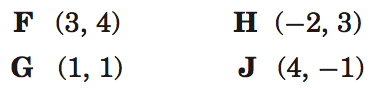 F (3, 4) H (−2, 3)
G (1, 1) J (4, −1)